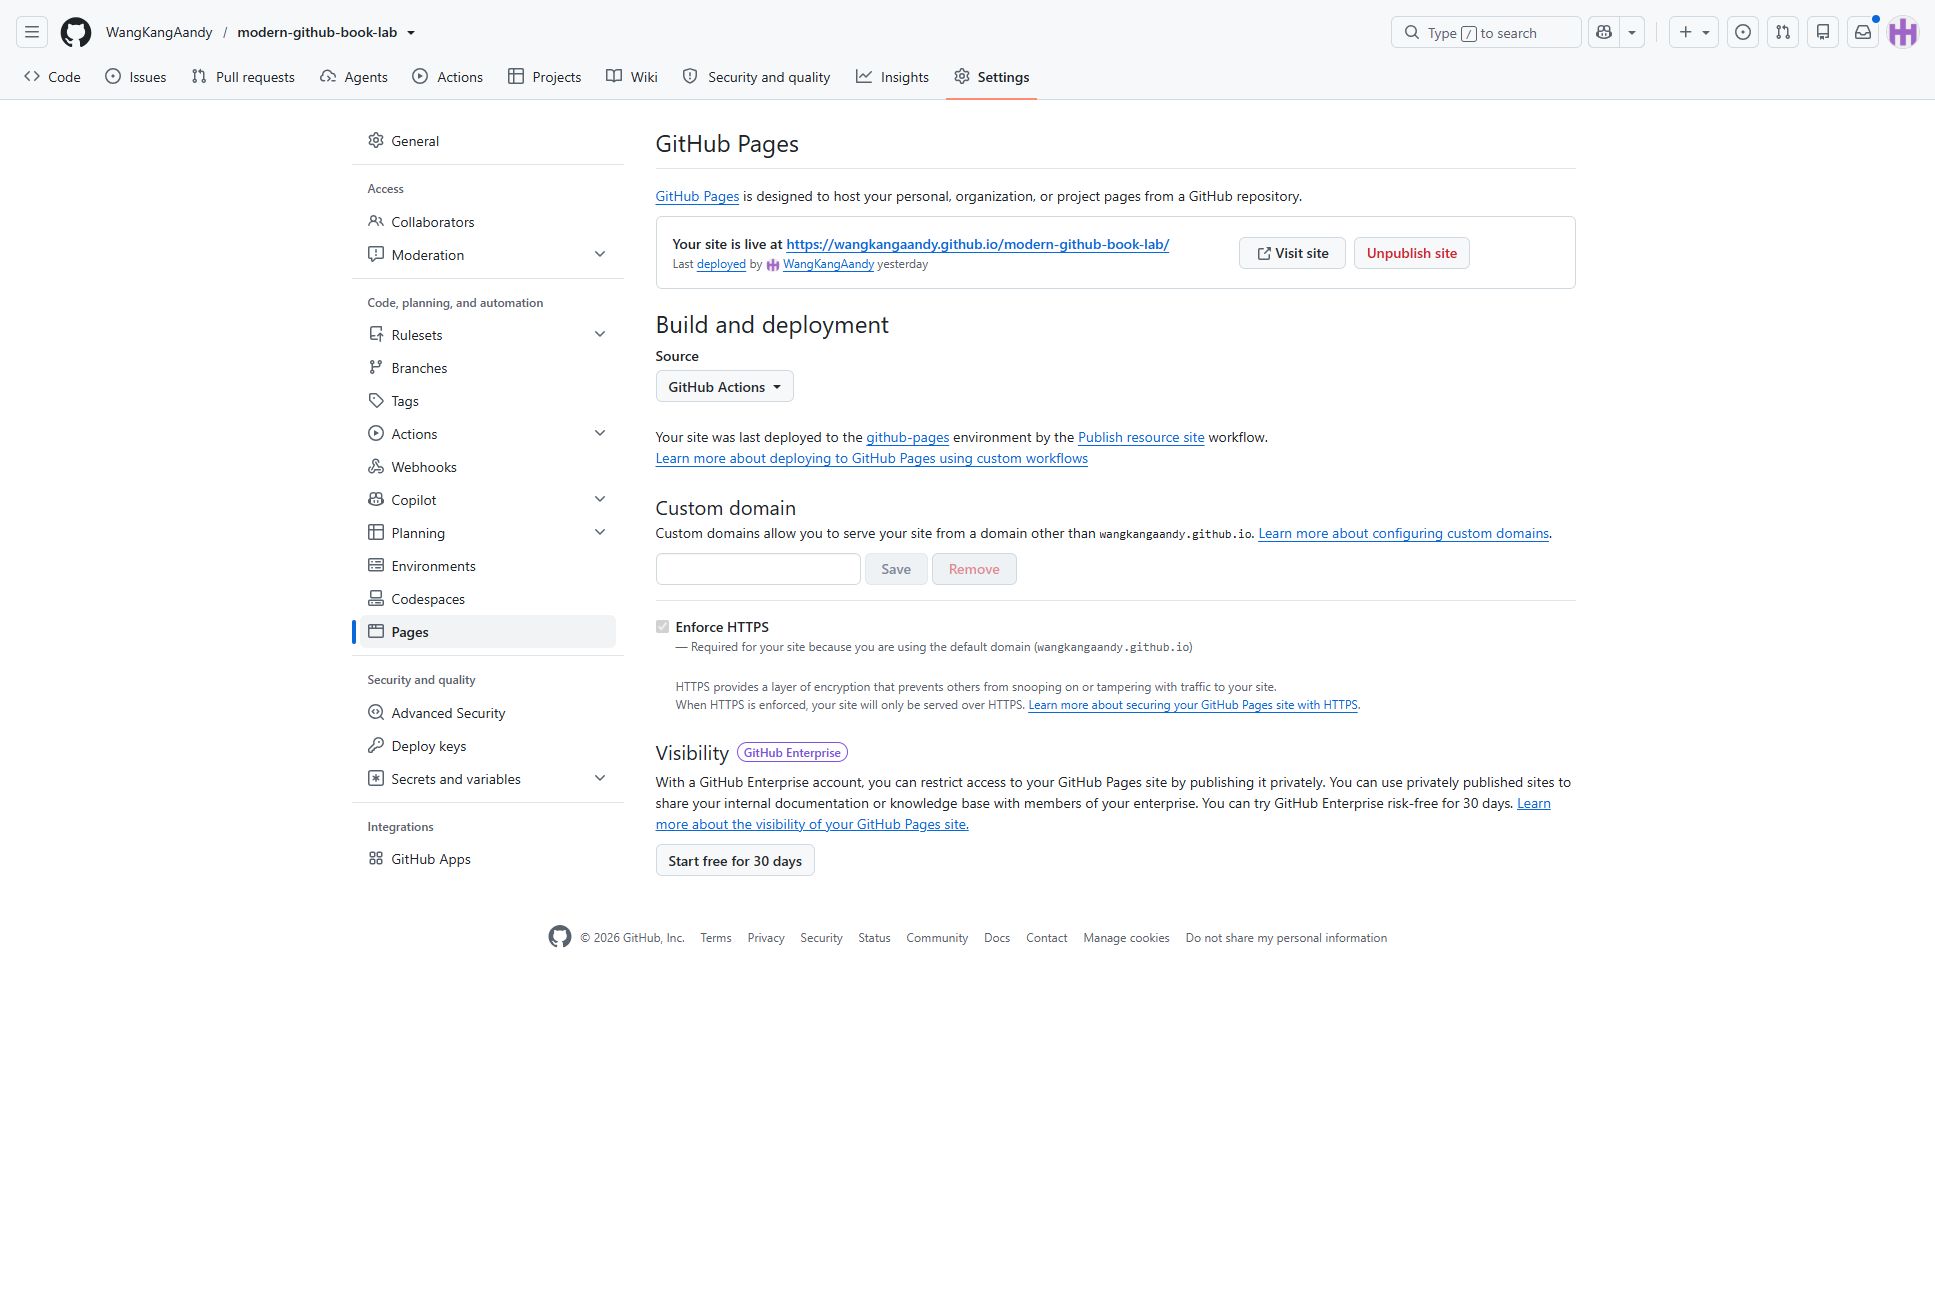 WangKangAandy / modern-github-book-lab
Type / to search
Code
Issues
Pull requests
Agents
Actions
Projects
Wiki
Security and quality
Insights
Settings
General
Access
Collaborators
Moderation
Code, planning, and automation
Rulesets
Branches
Tags
Actions
Webhooks
Copilot
Planning
Environments
Codespaces
Pages
Security and quality
Advanced Security
Deploy keys
Secrets and variables
Integrations
GitHub Apps
GitHub Pages
GitHub Pages is designed to host your personal, organization, or project pages from a GitHub repository.
Your site is live at https://wangkangaandy.github.io/modern-github-book-lab/
Last deployed by WangKangAandy yesterday
Visit site
Unpublish site
Build and deployment
Source
GitHub Actions
Your site was last deployed to the github-pages environment by the Publish resource site workflow.
Learn more about deploying to GitHub Pages using custom workflows
Custom domain
Custom domains allow you to serve your site from a domain other than wangkangaandy.github.io. Learn more about configuring custom domains.
Save
Remove
Enforce HTTPS
— Required for your site because you are using the default domain (wangkangaandy.github.io)
HTTPS provides a layer of encryption that prevents others from snooping on or tampering with traffic to your site.
When HTTPS is enforced, your site will only be served over HTTPS. Learn more about securing your GitHub Pages site with HTTPS.
Visibility GitHub Enterprise
With a GitHub Enterprise account, you can restrict access to your GitHub Pages site by publishing it privately. You can use privately published sites to
share your internal documentation or knowledge base with members of your enterprise. You can try GitHub Enterprise risk-free for 30 days. Learn
more about the visibility of your GitHub Pages site.
Start free for 30 days
© 2026 GitHub, Inc. Terms Privacy Security Status Community Docs Contact Manage cookies Do not share my personal information